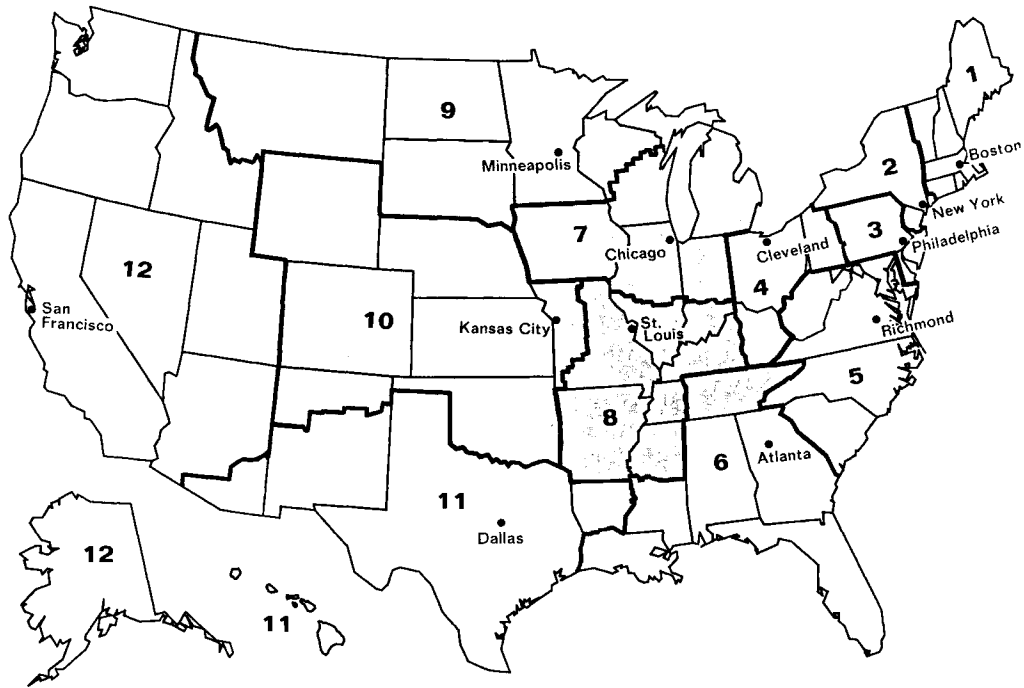 1
9
Boston
Minneapolis
2
New York
7
3
Philadelphia
Chicago
Cleveland
12
4
San
Francisco
10
Kansas City
St.
Louis
Richmond
5
8
6
Atlanta
11
Dallas
12
11